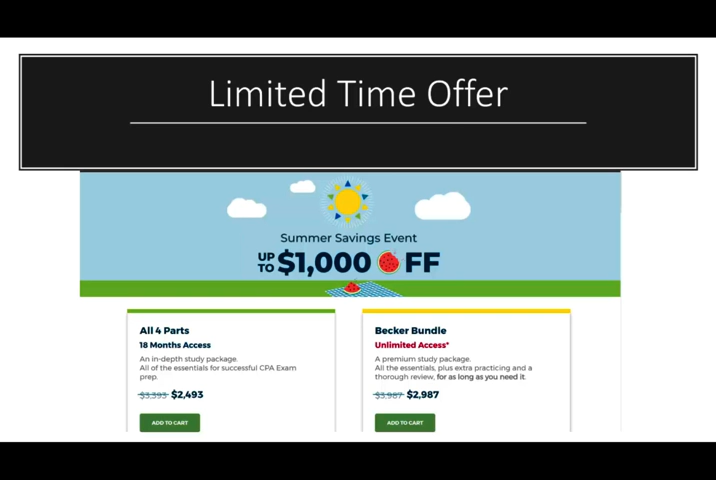 Limited Time Offer
Summer Savings Event
UP TO $1,000 OFF
All 4 Parts
18 Months Access
An in-depth study package.
All of the essentials for successful CPA Exam
prep.
$3,393 $2,493
ADD TO CART
Becker Bundle
Unlimited Access*
A premium study package.
All the essentials, plus extra practicing and a
thorough review, for as long as you need it.
$3,987 $2,987
ADD TO CART